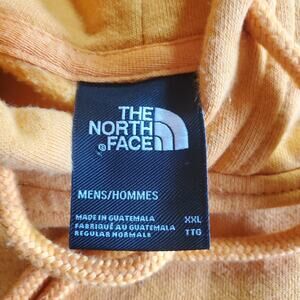 THE
NORTH
FACE
®
MENS/HOMMES
MADE IN GUATEMALA
FABRIQUÉ AU GUATEMALA
REGULAR NORMALE
XXL
TTG